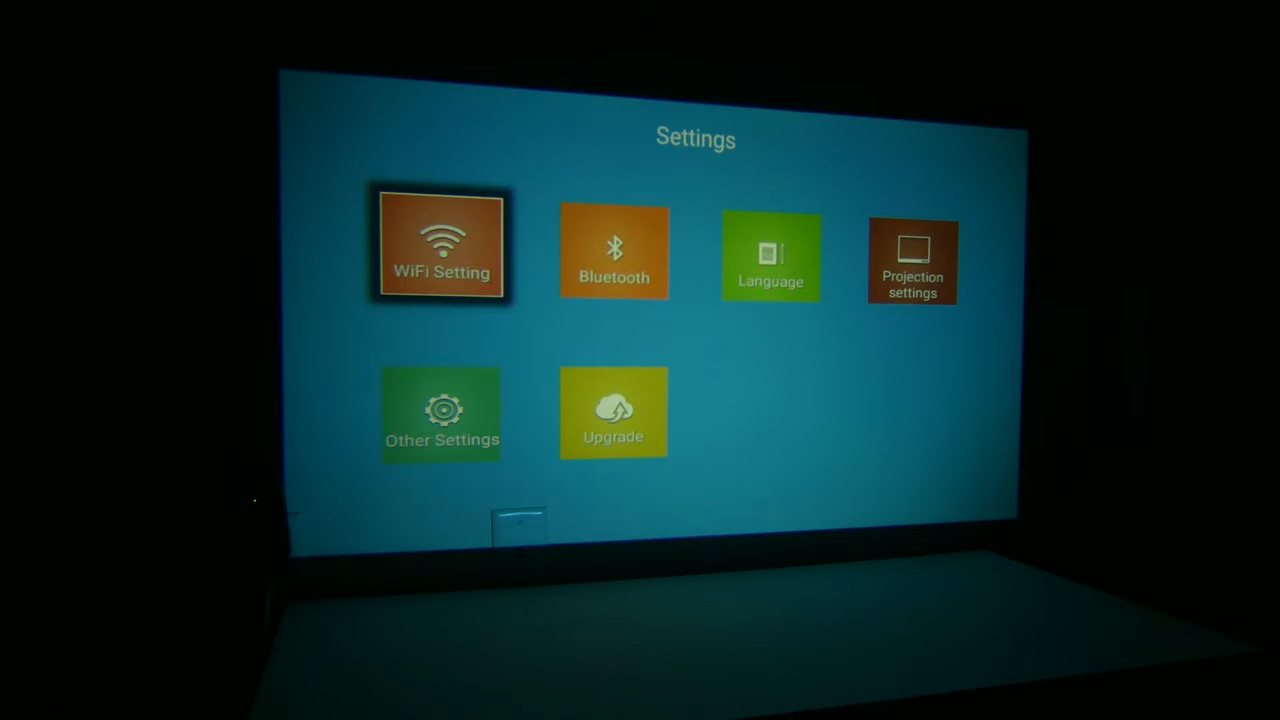 Settings
WiFi Setting
Bluetooth
Language
Projection
settings
Other Settings
Upgrade